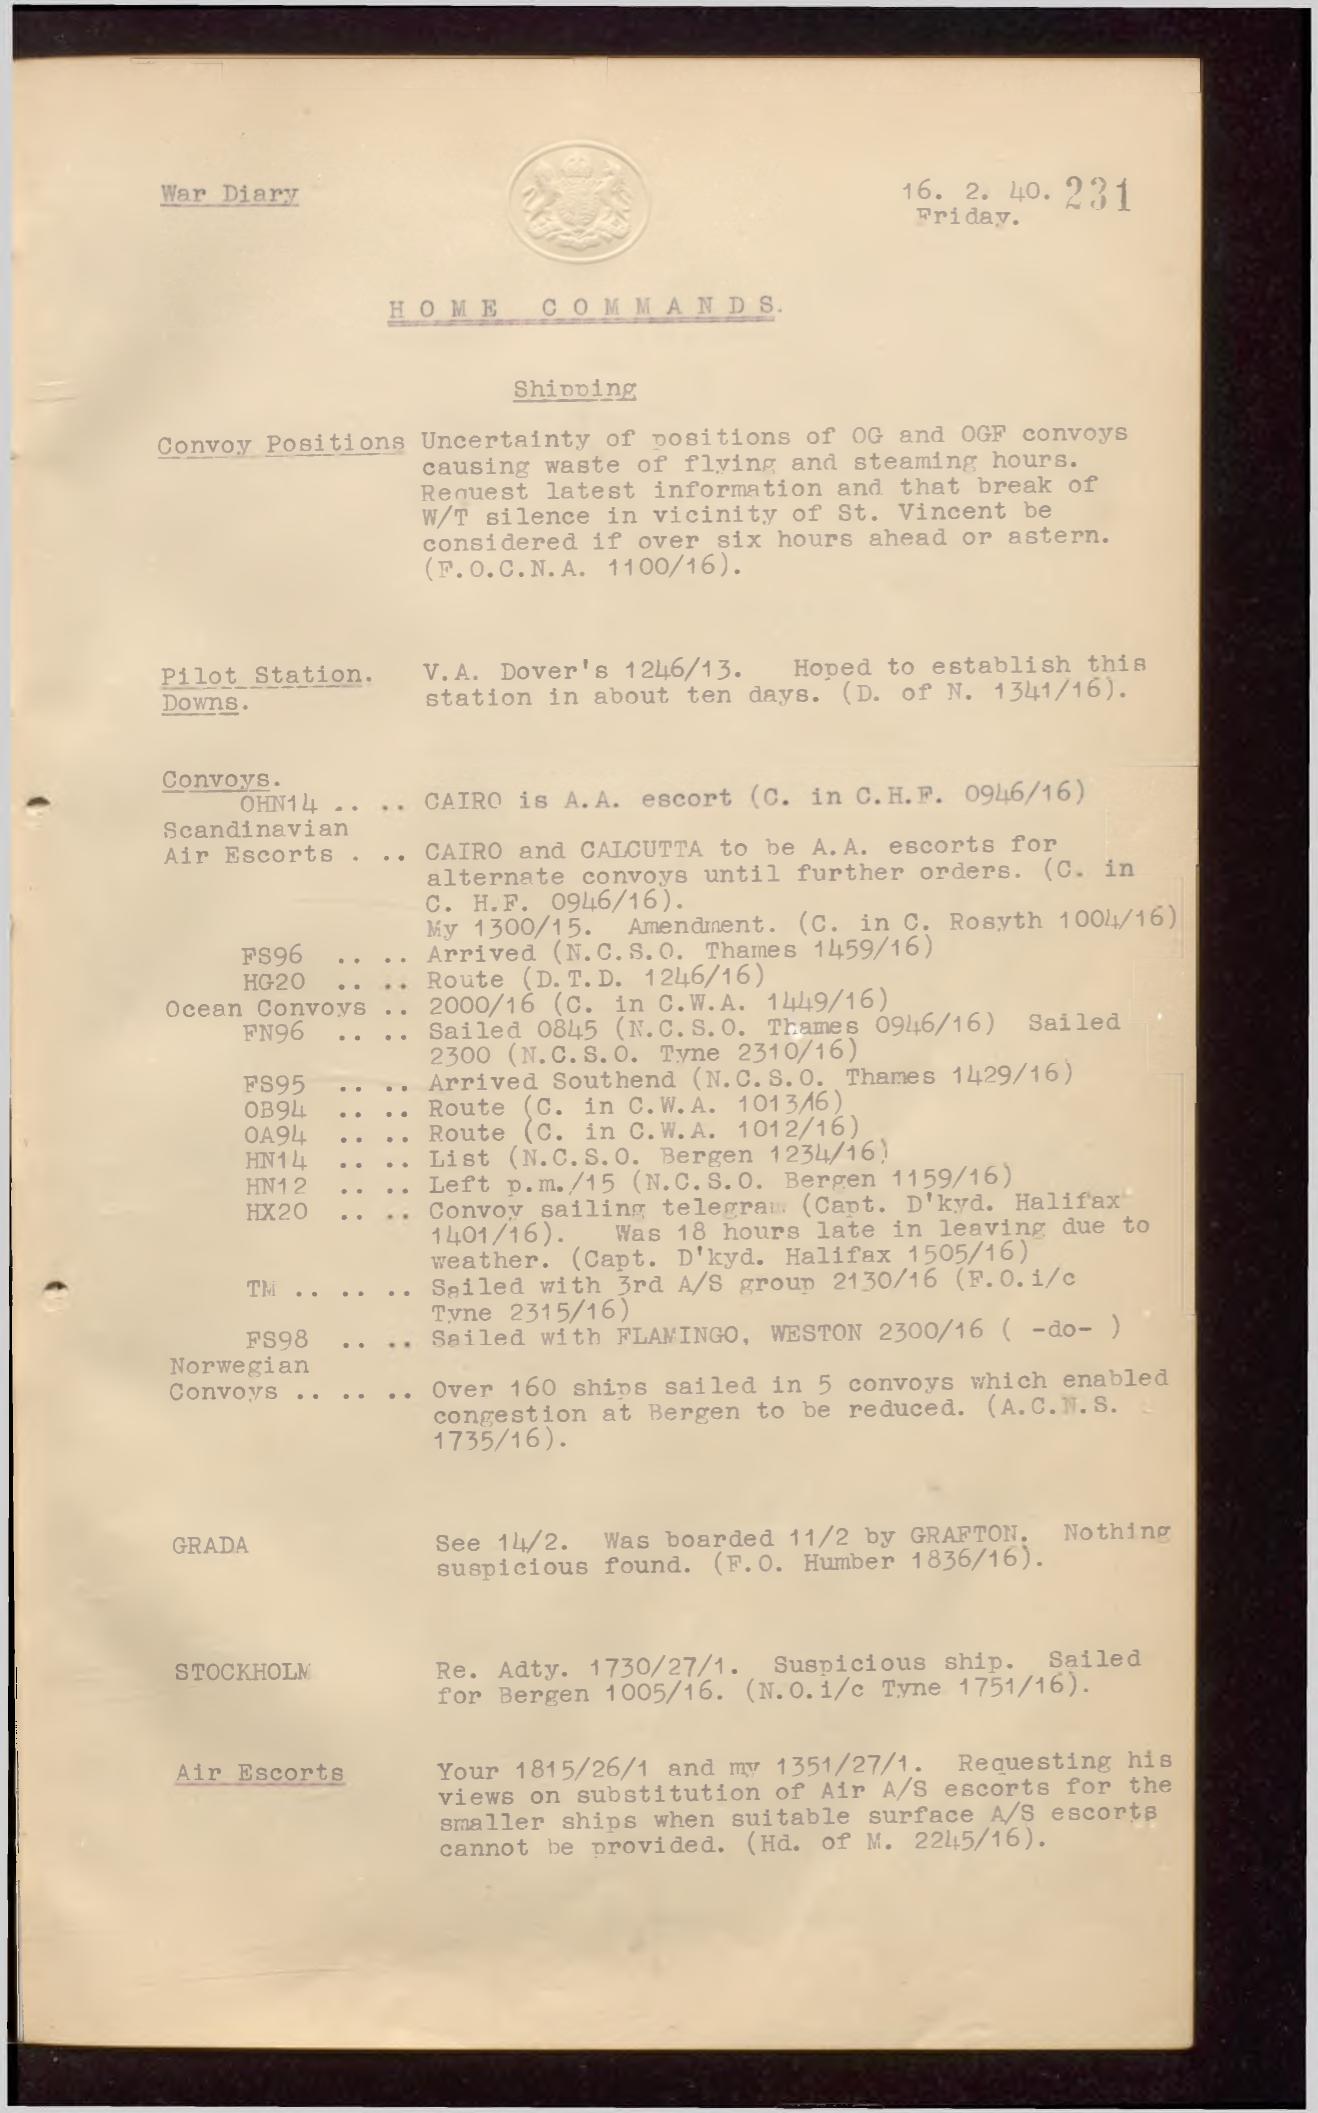 War Diary
16. 2. 40. 231
Friday.
HOME COMMANDS.
Shipping
Convoy Positions Uncertainty of positions of OG and OGF convoys
causing waste of flying and steaming hours.
Request latest information and that break of
W/T silence in vicinity of St. Vincent be
considered if over six hours ahead or astern.
(F.O.C.N.A. 1100/16).
Pilot Station. V.A. Dover's 1246/13. Hoped to establish this
Downs. station in about ten days. (D. of N. 1341/16).
Convoys.
OHN14 .. .. CAIRO is A.A. escort (C. in C.H.F. 0946/16)
Scandinavian
Air Escorts . .. CAIRO and CALCUTTA to be A.A. escorts for
alternate convoys until further orders. (C. in
C. H.F. 0946/16).
My 1300/15. Amendment. (C. in C. Rosyth 1004/16)
FS96 .. .. Arrived (N.C.S.O. Thames 1459/16)
HG20 .. .. Route (D.T.D. 1246/16)
Ocean Convoys .. 2000/16 (C. in C.W.A. 1449/16)
FN96 .. .. Sailed 0845 (N.C.S.O. Thames 0946/16) Sailed
2300 (N.C.S.O. Tyne 2310/16)
FS95 .. .. Arrived Southend (N.C.S.O. Thames 1429/16)
OB94 .. .. Route (C. in C.W.A. 1013/16)
OA94 .. .. Route (C. in C.W.A. 1012/16)
HN14 .. .. List (N.C.S.O. Bergen 1234/16)
HN12 .. .. Left p.m./15 (N.C.S.O. Bergen 1159/16)
HX20 .. .. Convoy sailing telegram (Capt. D'kyd. Halifax
1401/16). Was 18 hours late in leaving due to
weather. (Capt. D'kyd. Halifax 1505/16)
TM .. .. .. Sailed with 3rd A/S group 2130/16 (F.O.i/c
Tyne 2315/16)
FS98 .. .. Sailed with FLAMINGO, WESTON 2300/16 ( -do- )
Norwegian
Convoys .. .. .. Over 160 ships sailed in 5 convoys which enabled
congestion at Bergen to be reduced. (A.C.N.S.
1735/16).
GRADA See 14/2. Was boarded 11/2 by GRAFTON. Nothing
suspicious found. (F.O. Humber 1836/16).
STOCKHOLM Re. Adty. 1730/27/1. Suspicious ship. Sailed
for Bergen 1005/16. (N.O.i/c Tyne 1751/16).
Air Escorts Your 1815/26/1 and my 1351/27/1. Requesting his
views on substitution of Air A/S escorts for the
smaller ships when suitable surface A/S escorts
cannot be provided. (Hd. of M. 2245/16).